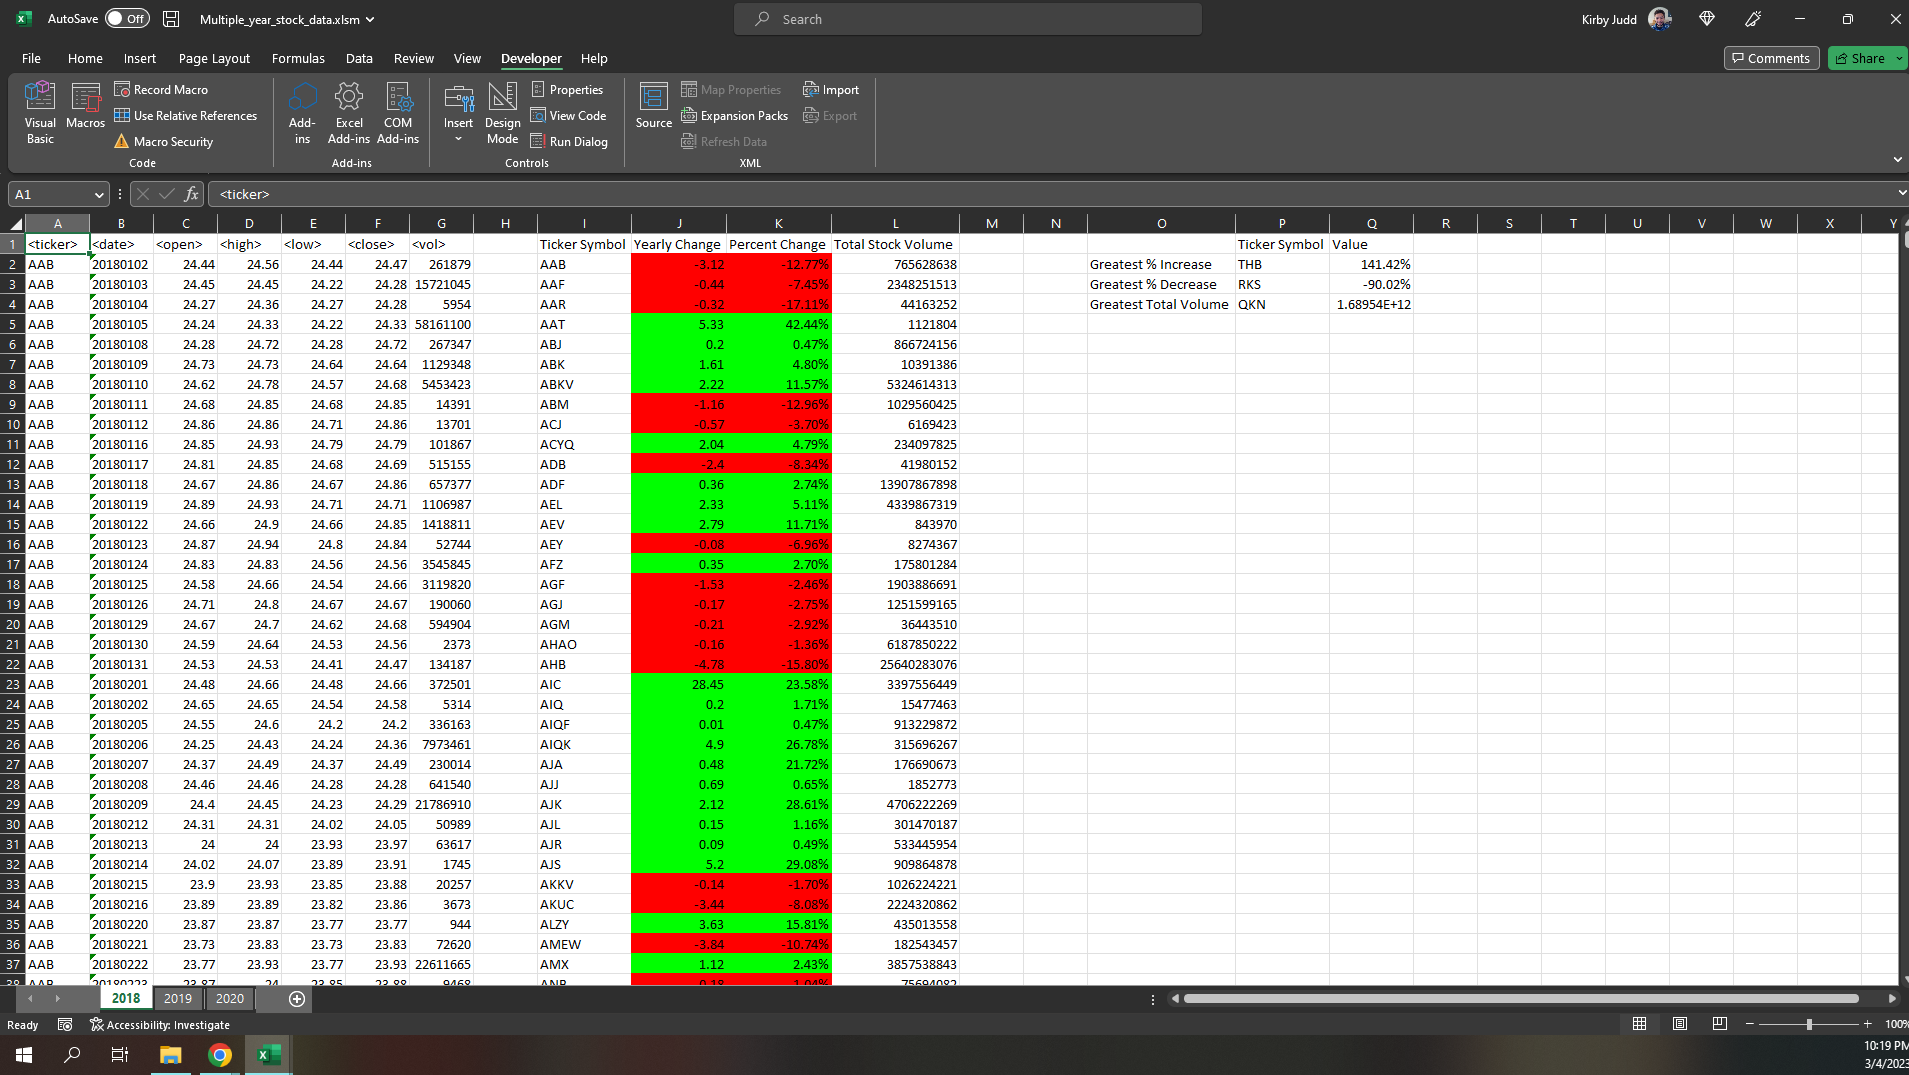 AutoSave Off Multiple_year_stock_data.xlsm Search Kirby Judd
File Home Insert Page Layout Formulas Data Review View Developer Help Comments Share
Visual Basic Macros Record Macro Use Relative References Macro Security Code
Add-ins Excel Add-ins COM Add-ins Add-ins
Insert Design Mode Properties View Code Run Dialog Controls
Source Map Properties Expansion Packs Refresh Data Import Export XML
A1 fx <ticker>
A B C D E F G H I J K L M N O P Q R S T U V W X Y
1 <ticker> <date> <open> <high> <low> <close> <vol> Ticker Symbol Yearly Change Percent Change Total Stock Volume Ticker Symbol Value
2 AAB 20180102 24.44 24.56 24.44 24.47 261879 AAB -3.12 -12.77% 765628638 Greatest % Increase THB 141.42%
3 AAB 20180103 24.45 24.45 24.22 24.28 15721045 AAF -0.44 -7.45% 2348251513 Greatest % Decrease RKS -90.02%
4 AAB 20180104 24.27 24.36 24.27 24.28 5954 AAR -0.32 -17.11% 44163252 Greatest Total Volume QKN 1.68954E+12
5 AAB 20180105 24.24 24.33 24.22 24.33 58161100 AAT 5.33 42.44% 1121804
6 AAB 20180108 24.28 24.72 24.28 24.72 267347 ABJ 0.2 0.47% 866724156
7 AAB 20180109 24.73 24.73 24.64 24.64 1129348 ABK 1.61 4.80% 10391386
8 AAB 20180110 24.62 24.78 24.57 24.68 5453423 ABKV 2.22 11.57% 5324614313
9 AAB 20180111 24.68 24.85 24.68 24.85 14391 ABM -1.16 -12.96% 1029560425
10 AAB 20180112 24.86 24.86 24.71 24.86 13701 ACJ -0.57 -3.70% 6169423
11 AAB 20180116 24.85 24.93 24.79 24.79 101867 ACYQ 2.04 4.79% 234097825
12 AAB 20180117 24.81 24.85 24.68 24.69 515155 ADB -2.4 -8.34% 41980152
13 AAB 20180118 24.67 24.86 24.67 24.86 657377 ADF 0.36 2.74% 13907867898
14 AAB 20180119 24.89 24.93 24.71 24.71 1106987 AEL 2.33 5.11% 4339867319
15 AAB 20180122 24.66 24.9 24.66 24.85 1418811 AEV 2.79 11.71% 843970
16 AAB 20180123 24.87 24.94 24.8 24.84 52744 AEY -0.08 -6.96% 8274367
17 AAB 20180124 24.83 24.83 24.56 24.56 3545845 AFZ 0.35 2.70% 175801284
18 AAB 20180125 24.58 24.66 24.54 24.66 3119820 AGF -1.53 -2.46% 1903886691
19 AAB 20180126 24.71 24.8 24.67 24.67 190060 AGJ -0.17 -2.75% 1251599165
20 AAB 20180129 24.67 24.7 24.62 24.68 594904 AGM -0.21 -2.92% 36443510
21 AAB 20180130 24.59 24.64 24.53 24.56 2373 AHAO -0.16 -1.36% 6187850222
22 AAB 20180131 24.53 24.53 24.41 24.47 134187 AHB -4.78 -15.80% 25640283076
23 AAB 20180201 24.48 24.66 24.48 24.66 372501 AIC 28.45 23.58% 3397556449
24 AAB 20180202 24.65 24.65 24.54 24.58 5314 AIQ 0.2 1.71% 15477463
25 AAB 20180205 24.55 24.6 24.2 24.2 336163 AIQF 0.01 0.47% 913229872
26 AAB 20180206 24.25 24.43 24.24 24.36 7973461 AIQK 4.9 26.78% 315696267
27 AAB 20180207 24.37 24.49 24.37 24.49 230014 AJA 0.48 21.72% 176690673
28 AAB 20180208 24.46 24.46 24.28 24.28 641540 AJJ 0.69 0.65% 1852773
29 AAB 20180209 24.4 24.45 24.23 24.29 21786910 AJK 2.12 28.61% 4706222269
30 AAB 20180212 24.31 24.31 24.02 24.05 50989 AJL 0.15 1.16% 301470187
31 AAB 20180213 24 24 23.93 23.97 63617 AJR 0.09 0.49% 533445954
32 AAB 20180214 24.02 24.07 23.89 23.91 1745 AJS 5.2 29.08% 909864878
33 AAB 20180215 23.9 23.93 23.85 23.88 20257 AKKV -0.14 -1.70% 1026224221
34 AAB 20180216 23.89 23.89 23.82 23.86 3673 AKUC -3.44 -8.08% 2224320862
35 AAB 20180220 23.87 23.87 23.77 23.77 944 ALZY 3.63 15.81% 435013558
36 AAB 20180221 23.73 23.83 23.73 23.83 72620 AMEW -3.84 -10.74% 182543457
37 AAB 20180222 23.77 23.93 23.77 23.93 22611665 AMX 1.12 2.43% 3857538843
2018 2019 2020
Ready Accessibility: Investigate 100%
10:19 PM
3/4/2023